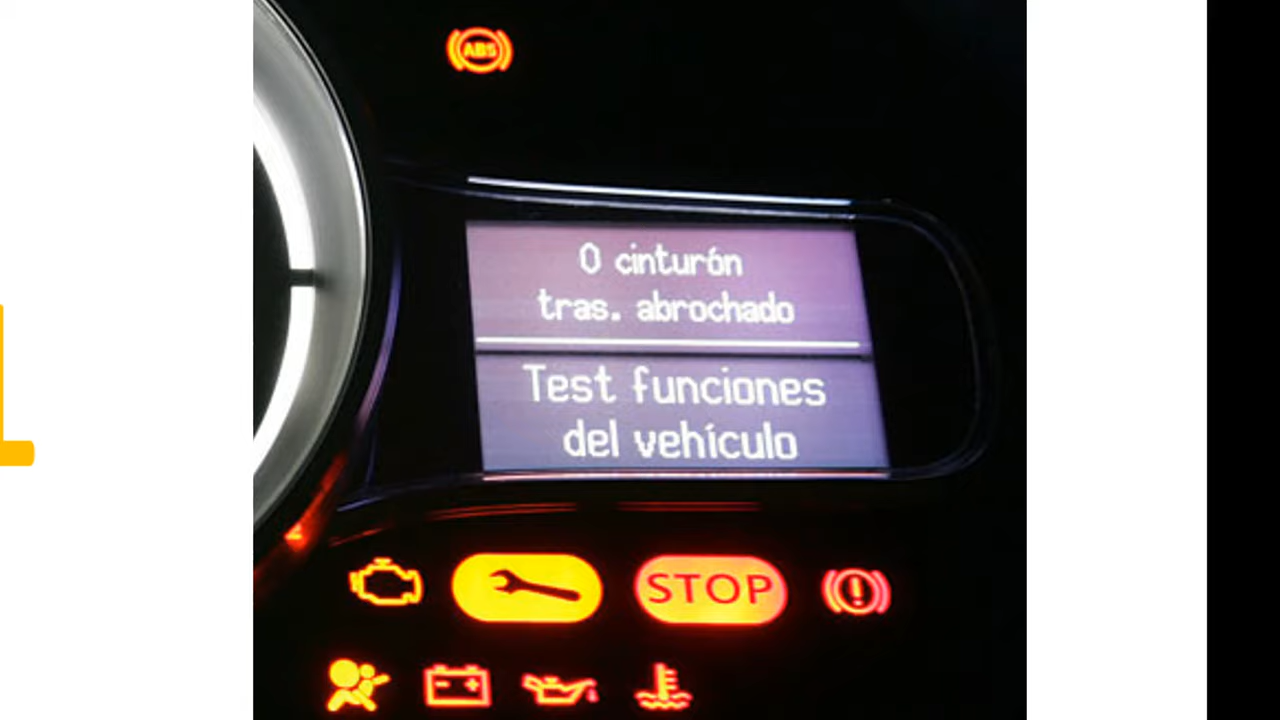 ABS
0 cinturón
tras. abrochado
Test funciones
del vehículo
STOP